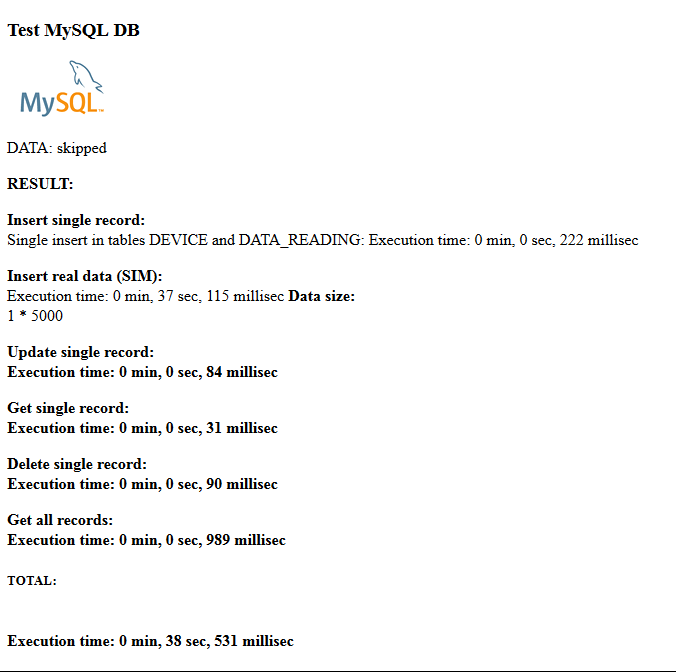 Test MySQL DB
MySQL™
DATA: skipped
RESULT:
Insert single record:
Single insert in tables DEVICE and DATA_READING: Execution time: 0 min, 0 sec, 222 millisec
Insert real data (SIM):
Execution time: 0 min, 37 sec, 115 millisec Data size:
1 * 5000
Update single record:
Execution time: 0 min, 0 sec, 84 millisec
Get single record:
Execution time: 0 min, 0 sec, 31 millisec
Delete single record:
Execution time: 0 min, 0 sec, 90 millisec
Get all records:
Execution time: 0 min, 0 sec, 989 millisec
TOTAL:
Execution time: 0 min, 38 sec, 531 millisec